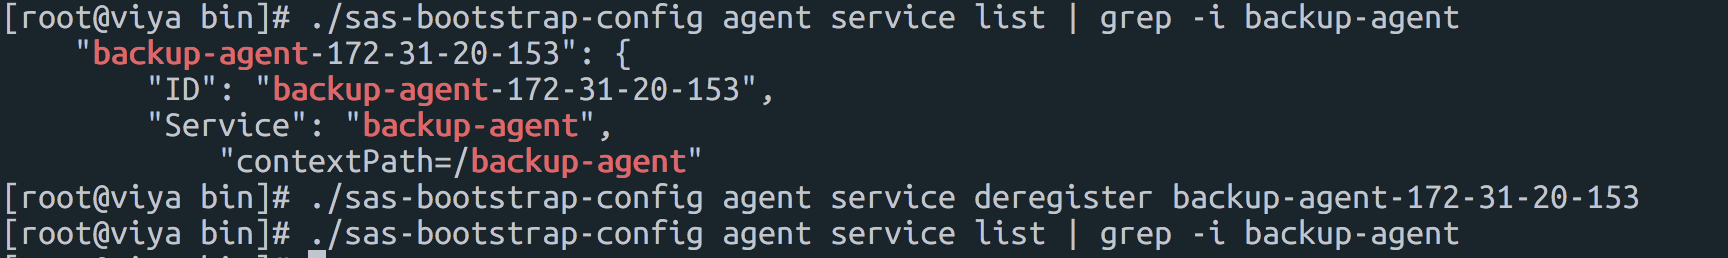 [root@viya bin]# ./sas-bootstrap-config agent service list | grep -i backup-agent
"backup-agent-172-31-20-153": {
"ID": "backup-agent-172-31-20-153",
"Service": "backup-agent",
"contextPath=/backup-agent"
[root@viya bin]# ./sas-bootstrap-config agent service deregister backup-agent-172-31-20-153
[root@viya bin]# ./sas-bootstrap-config agent service list | grep -i backup-agent